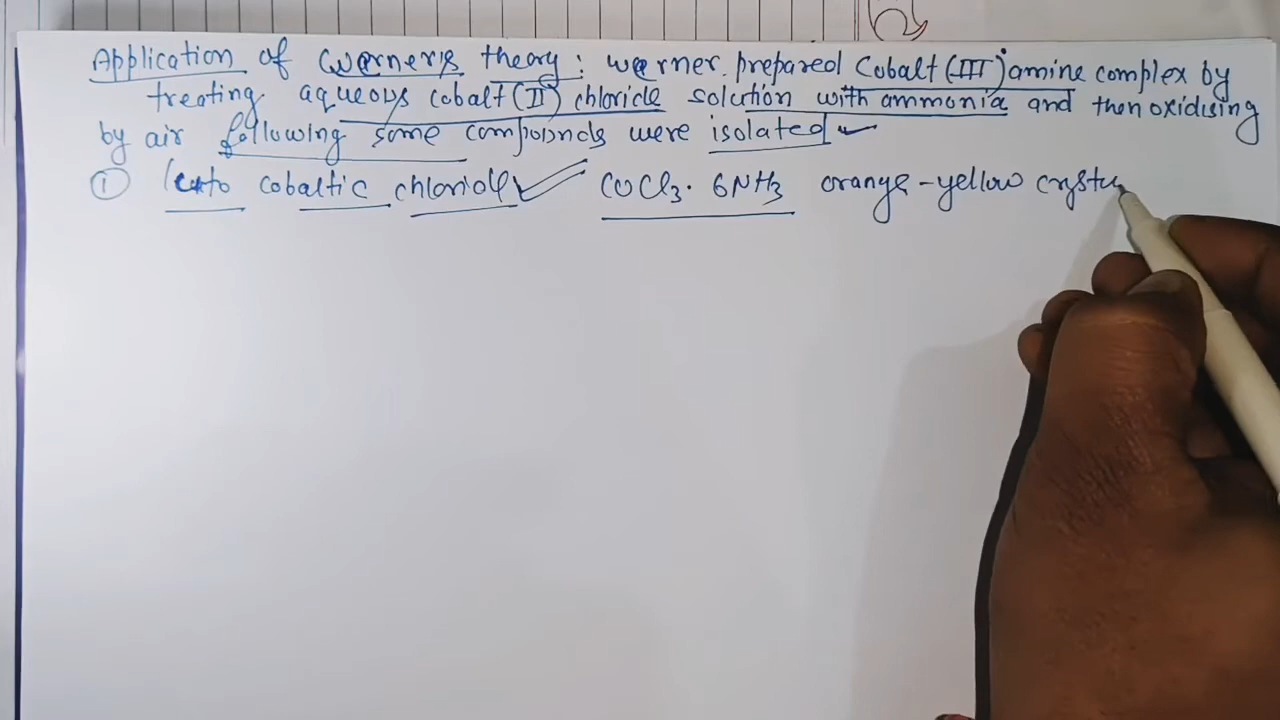 Application of Werner's theory: Werner prepared Cobalt(III)amine complex by
treating aqueous cobalt(II) chloride solution with ammonia and then oxidising
by air following some compounds were isolated
① Luto cobaltic chloride CoCl3. 6NH3 orange-yellow crysta